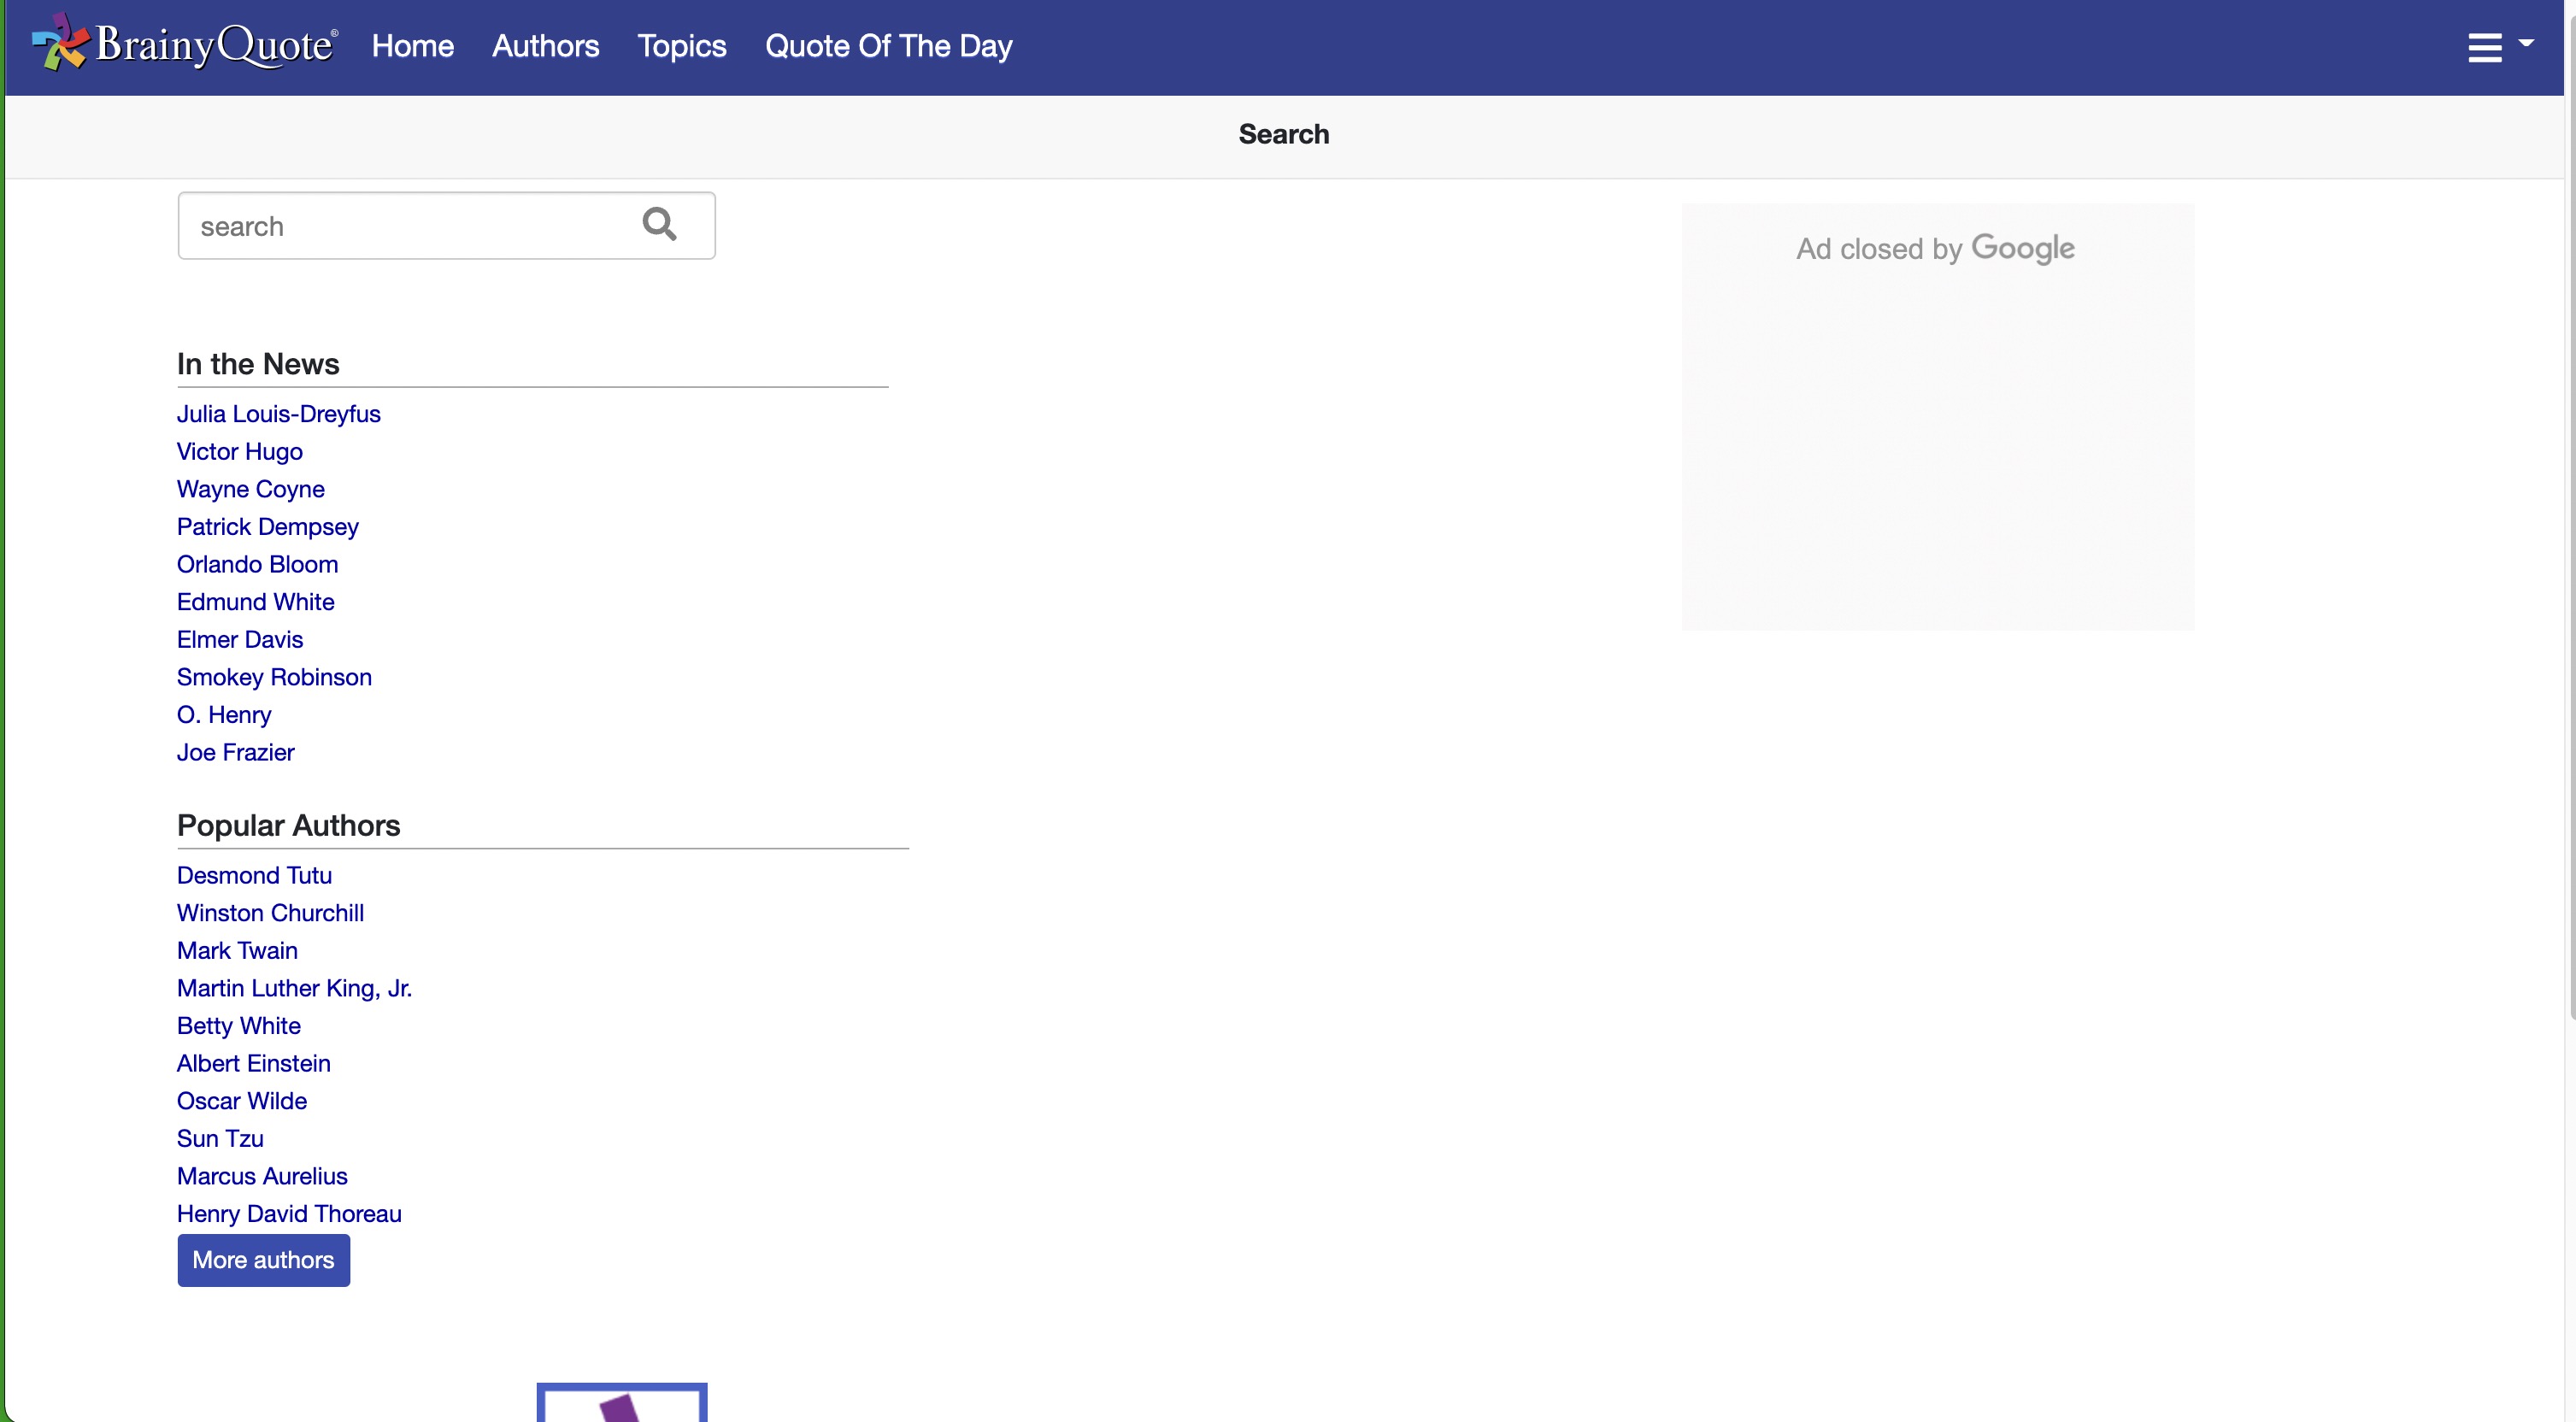 BrainyQuote® Home Authors Topics Quote Of The Day
Search
search
Ad closed by Google
In the News
Julia Louis-Dreyfus
Victor Hugo
Wayne Coyne
Patrick Dempsey
Orlando Bloom
Edmund White
Elmer Davis
Smokey Robinson
O. Henry
Joe Frazier
Popular Authors
Desmond Tutu
Winston Churchill
Mark Twain
Martin Luther King, Jr.
Betty White
Albert Einstein
Oscar Wilde
Sun Tzu
Marcus Aurelius
Henry David Thoreau
More authors